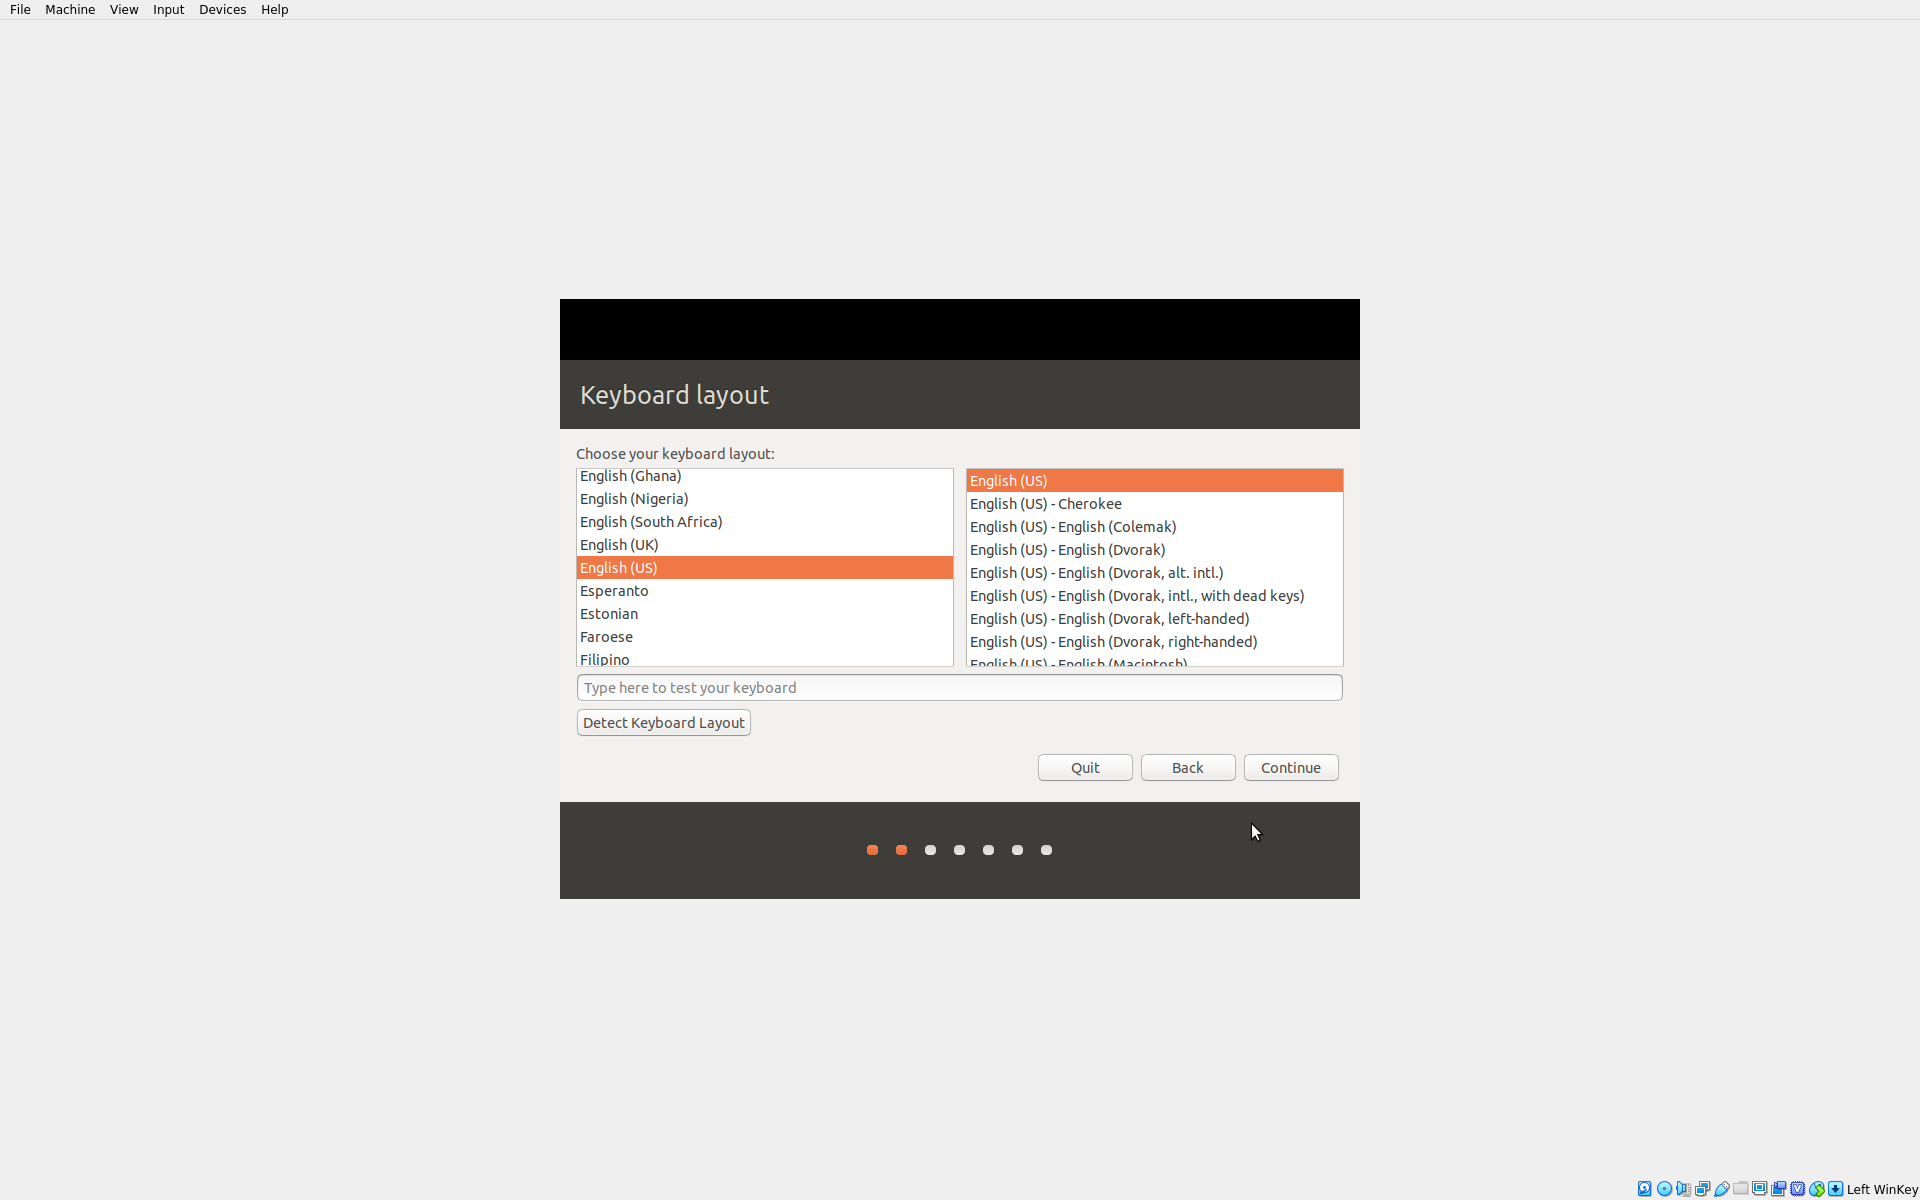 File Machine View Input Devices Help
Keyboard layout
Choose your keyboard layout:
English (Ghana)
English (Nigeria)
English (South Africa)
English (UK)
English (US)
Esperanto
Estonian
Faroese
Filipino
English (US)
English (US) - Cherokee
English (US) - English (Colemak)
English (US) - English (Dvorak)
English (US) - English (Dvorak, alt. intl.)
English (US) - English (Dvorak, intl., with dead keys)
English (US) - English (Dvorak, left-handed)
English (US) - English (Dvorak, right-handed)
English (US) - English (Macintosh)
Type here to test your keyboard
Detect Keyboard Layout
Quit Back Continue
Left WinKey